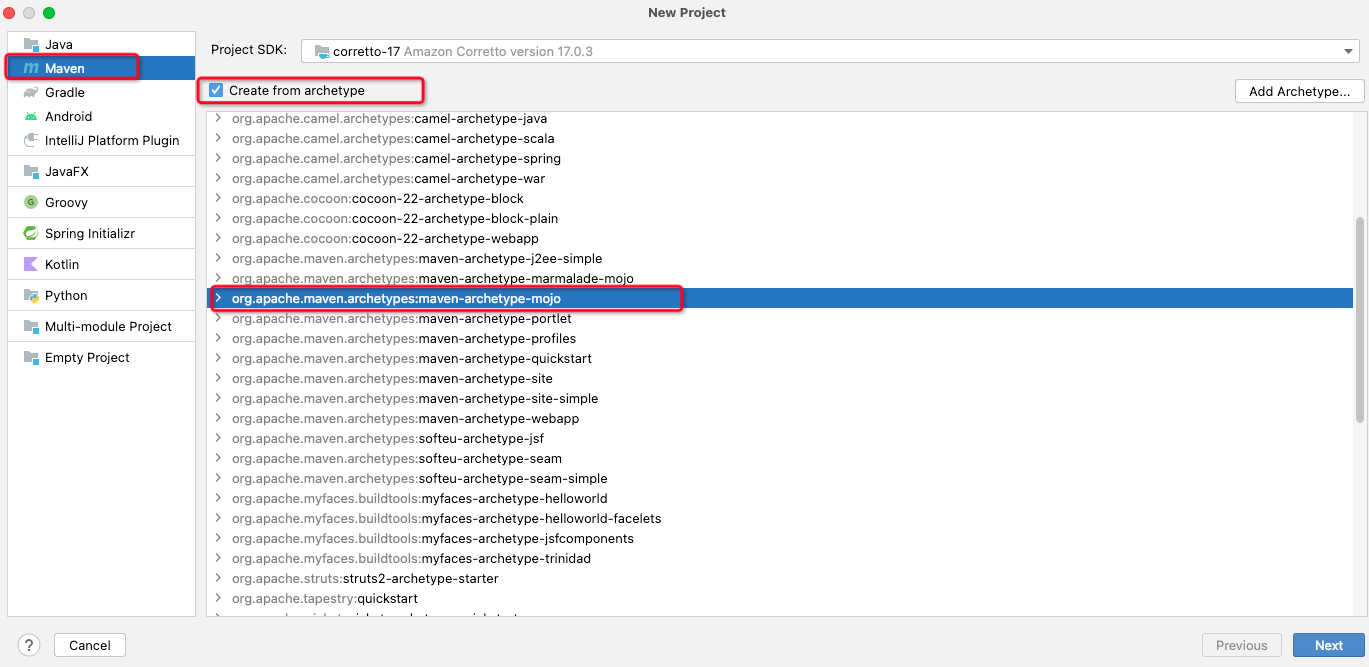 New Project
Java
Maven
Gradle
Android
IntelliJ Platform Plugin
JavaFX
Groovy
Spring Initializr
Kotlin
Python
Multi-module Project
Empty Project
Project SDK: corretto-17 Amazon Corretto version 17.0.3
Create from archetype
Add Archetype...
org.apache.camel.archetypes:camel-archetype-java
org.apache.camel.archetypes:camel-archetype-scala
org.apache.camel.archetypes:camel-archetype-spring
org.apache.camel.archetypes:camel-archetype-war
org.apache.cocoon:cocoon-22-archetype-block
org.apache.cocoon:cocoon-22-archetype-block-plain
org.apache.cocoon:cocoon-22-archetype-webapp
org.apache.maven.archetypes:maven-archetype-j2ee-simple
org.apache.maven.archetypes:maven-archetype-marmalade-mojo
org.apache.maven.archetypes:maven-archetype-mojo
org.apache.maven.archetypes:maven-archetype-portlet
org.apache.maven.archetypes:maven-archetype-profiles
org.apache.maven.archetypes:maven-archetype-quickstart
org.apache.maven.archetypes:maven-archetype-site
org.apache.maven.archetypes:maven-archetype-site-simple
org.apache.maven.archetypes:maven-archetype-webapp
org.apache.maven.archetypes:softeu-archetype-jsf
org.apache.maven.archetypes:softeu-archetype-seam
org.apache.maven.archetypes:softeu-archetype-seam-simple
org.apache.myfaces.buildtools:myfaces-archetype-helloworld
org.apache.myfaces.buildtools:myfaces-archetype-helloworld-facelets
org.apache.myfaces.buildtools:myfaces-archetype-jsfcomponents
org.apache.myfaces.buildtools:myfaces-archetype-trinidad
org.apache.struts:struts2-archetype-starter
org.apache.tapestry:quickstart
? Cancel
Previous
Next